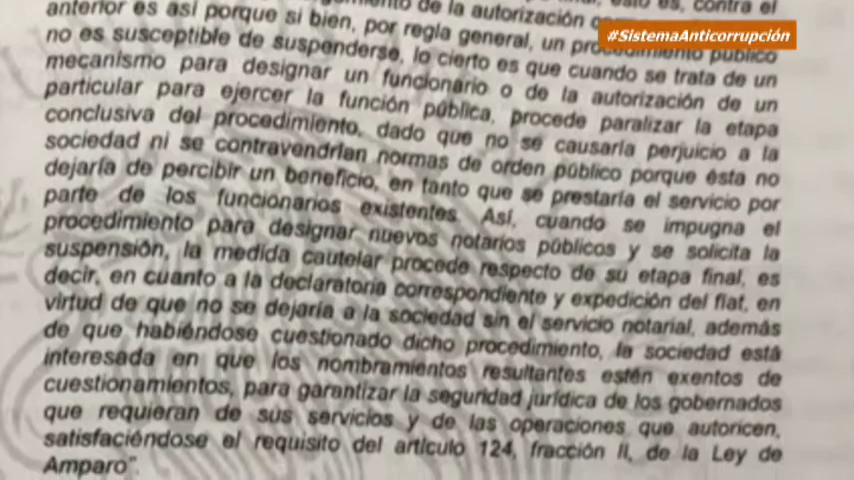 de la autorización
anterior es así porque si bien, por regla general, un procedimiento público
#SistemaAnticorrupción
no es susceptible de suspenderse, lo cierto es que cuando se trata de un
mecanismo para designar un funcionario o de la autorización de un
particular para ejercer la función pública, procede paralizar la etapa
conclusiva del procedimiento, dado que no se causaría perjuicio a la
sociedad ni se contravendrían normas de orden público porque ésta no
dejaría de percibir un beneficio, en tanto que se prestaría el servicio por
parte de los funcionarios existentes. Así, cuando se impugna el
procedimiento para designar nuevos notarios públicos y se solicita la
suspensión, la medida cautelar procede respecto de su etapa final, es
decir, en cuanto a la declaratoria correspondiente y expedición del fiat, en
virtud de que no se dejaría a la sociedad sin el servicio notarial, además
de que habiéndose cuestionado dicho procedimiento, la sociedad está
interesada en que los nombramientos resultantes estén exentos de
cuestionamientos, para garantizar la seguridad jurídica de los gobernados
que requieran de sus servicios y de las operaciones que autoricen,
satisfaciéndose el requisito del artículo 124, fracción II, de la Ley de
Amparo".